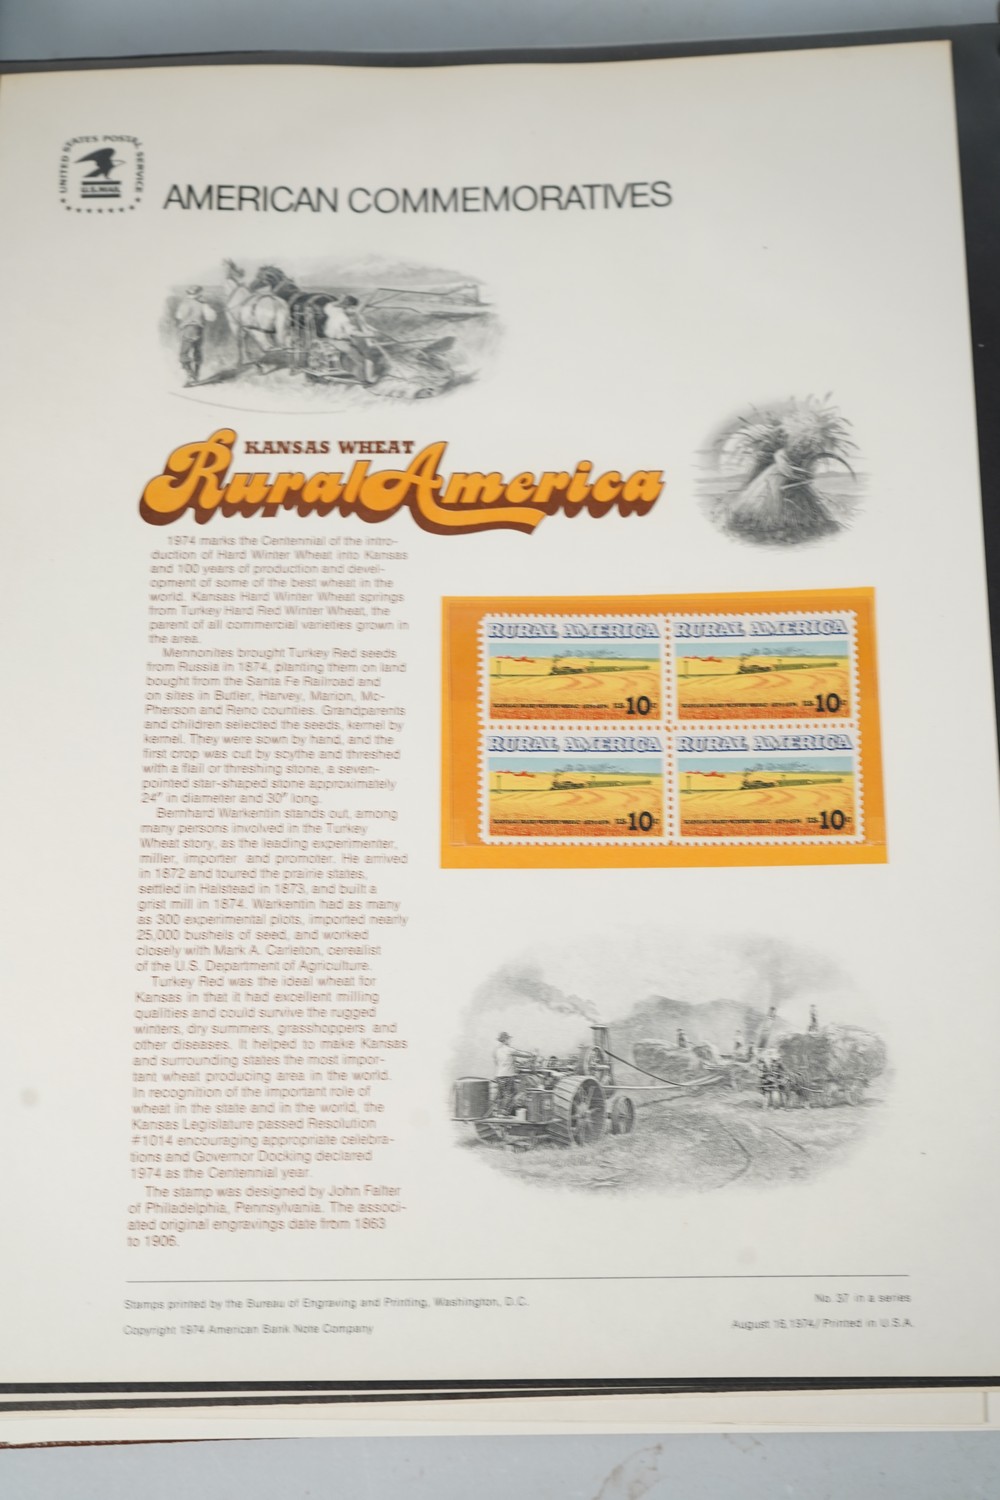 UNITED STATES POSTAL SERVICE
U.S.MAIL
AMERICAN COMMEMORATIVES
KANSAS WHEAT
Rural America
1974 marks the Centennial of the intro-
duction of Hard Winter Wheat into Kansas
and 100 years of production and devel-
opment of some of the best wheat in the
world. Kansas Hard Winter Wheat springs
from Turkey Hard Red Winter Wheat, the
parent of all commercial varieties grown in
the area.
Mennonites brought Turkey Red seeds
from Russia in 1874, planting them on land
bought from the Santa Fe Railroad and
on sites in Butler, Harvey, Marion, Mc-
Pherson and Reno counties. Grandparents
and children selected the seeds, kernel by
kernel. They were sown by hand, and the
first crop was cut by scythe and threshed
with a flail or threshing stone, a seven-
pointed star-shaped stone approximately
24" in diameter and 30" long.
Bernhard Warkentin stands out, among
many persons involved in the Turkey
Wheat story, as the leading experimenter,
miller, importer and promoter. He arrived
in 1872 and toured the prairie states,
settled in Halstead in 1873, and built a
grist mill in 1874. Warkentin had as many
as 300 experimental plots, imported nearly
25,000 bushels of seed, and worked
closely with Mark A. Carleton, cerealist
of the U.S. Department of Agriculture.
Turkey Red was the ideal wheat for
Kansas in that it had excellent milling
qualities and could survive the rugged
winters, dry summers, grasshoppers and
other diseases. It helped to make Kansas
and surrounding states the most impor-
tant wheat producing area in the world.
In recognition of the important role of
wheat in the state and in the world, the
Kansas Legislature passed Resolution
#1014 encouraging appropriate celebra-
tions and Governor Docking declared
1974 as the Centennial year.
The stamp was designed by John Falter
of Philadelphia, Pennsylvania. The associ-
ated original engravings date from 1863
to 1906.
RURAL AMERICA RURAL AMERICA
U.S. 10c U.S. 10c
RURAL AMERICA RURAL AMERICA
U.S. 10c U.S. 10c
Stamps printed by the Bureau of Engraving and Printing, Washington, D.C.
Copyright 1974 American Bank Note Company
No. 37 in a series
August 16, 1974/Printed in U.S.A.